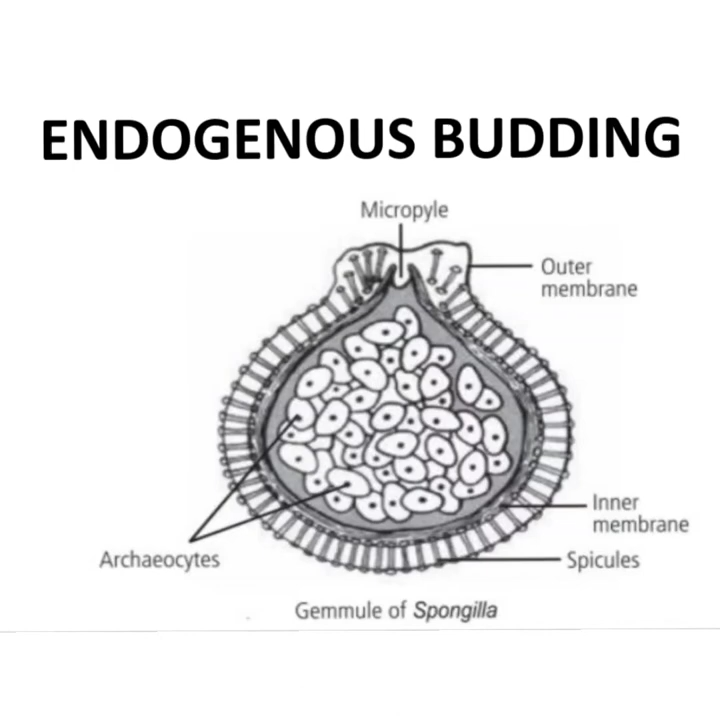 ENDOGENOUS BUDDING
Micropyle
Outer
membrane
Inner
membrane
Archaeocytes
Spicules
Gemmule of Spongilla